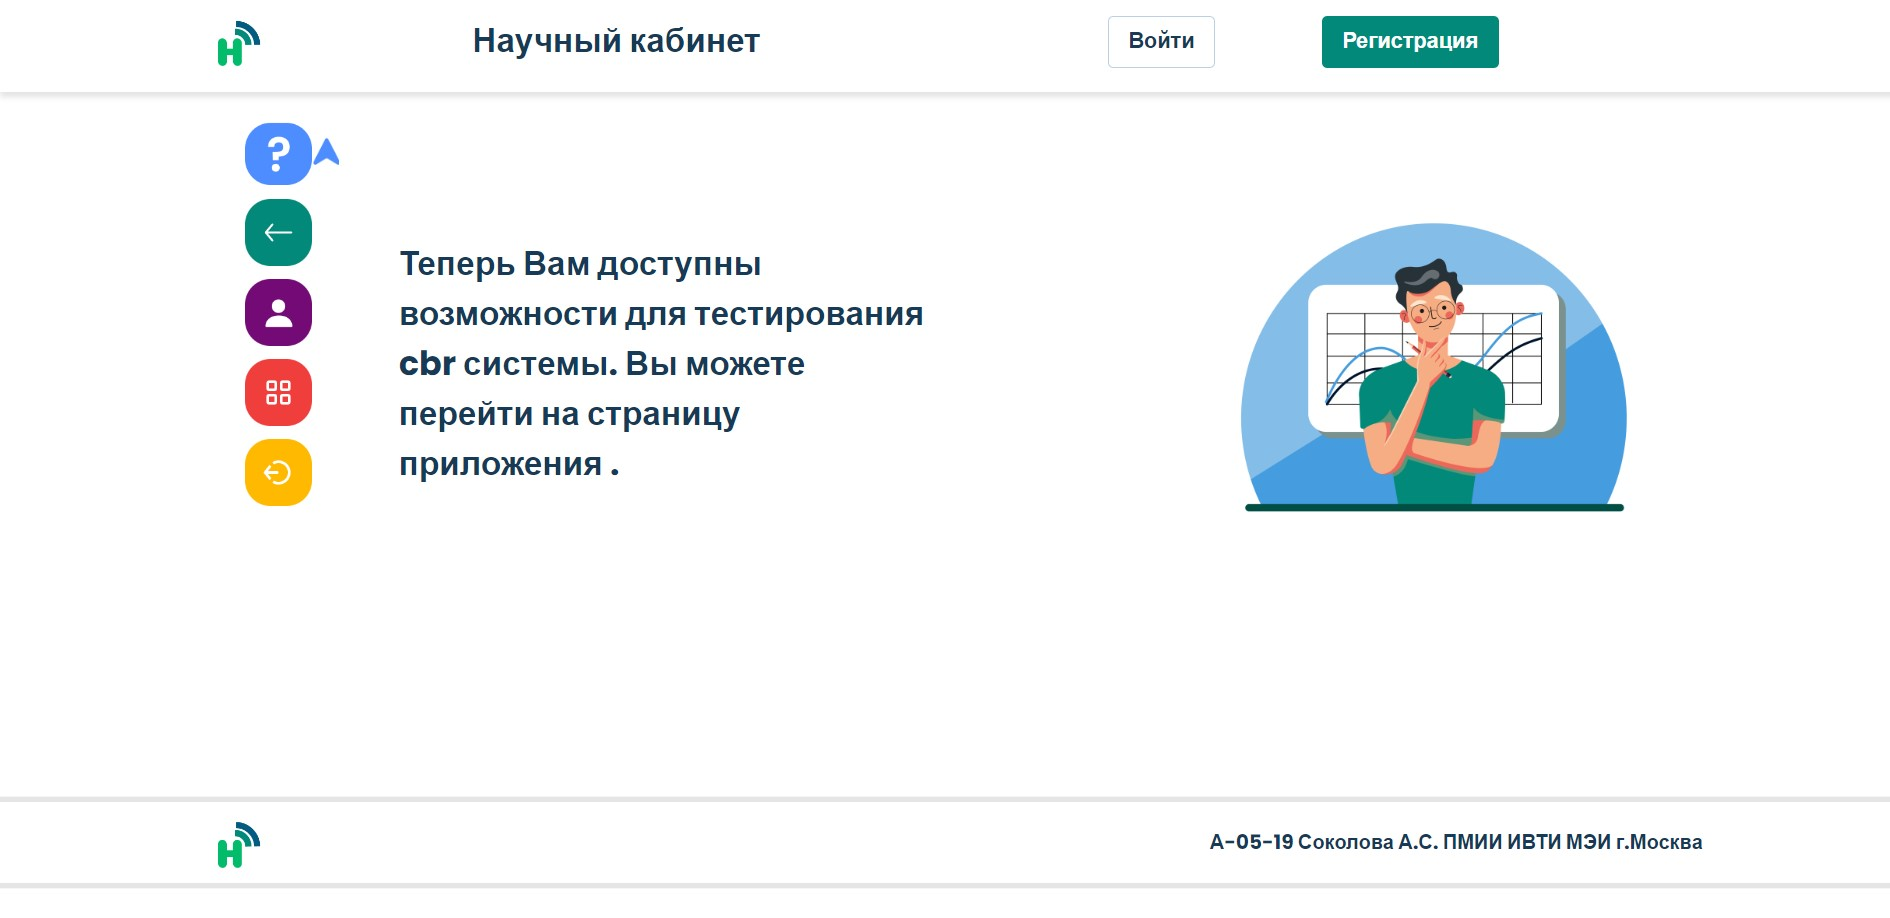 Научный кабинет
Войти
Регистрация
?
Теперь Вам доступны
возможности для тестирования
cbr системы. Вы можете
перейти на страницу
приложения .
А-05-19 Соколова А.С. ПМИИ ИВТИ МЭИ г.Москва